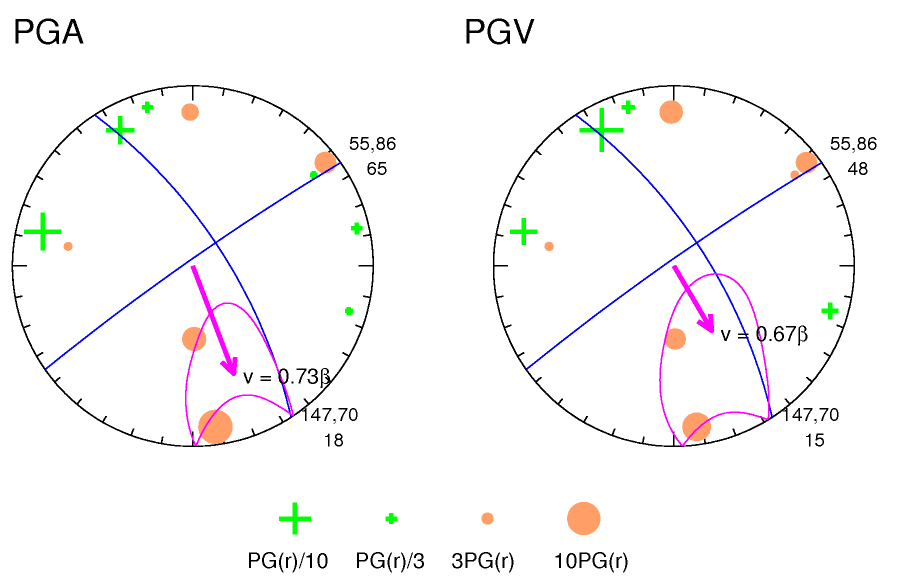 PGA PGV
55,86 55,86
65 48
v = 0.67β
v = 0.73β
147,70 147,70
18 15
PG(r)/10 PG(r)/3 3PG(r) 10PG(r)